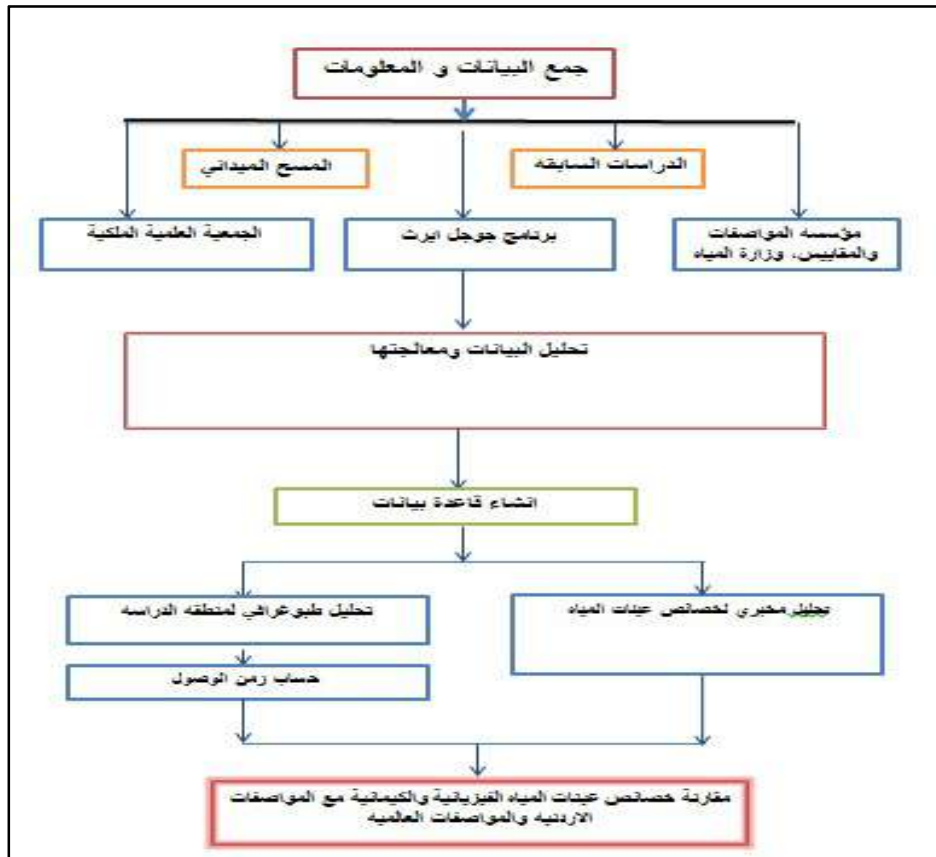 جمع البيانات و المعلومات
الدراسات السابقه
المسح الميداني
مؤسسه المواصفات
والمقاييس، وزارة المياه
برنامج جوجل ايرث
الجمعية العلمية الملكية
تحليل البيانات ومعالجتها
انشاء قاعدة بيانات
تحليل مخبري لخصائص عينات المياه
تحليل طبوغرافي لمنطقه الدراسه
حساب زمن الوصول
مقارنة خصائص عينات المياه الفيزيائية والكيمائية مع المواصفات
الاردنيه والمواصفات العالميه